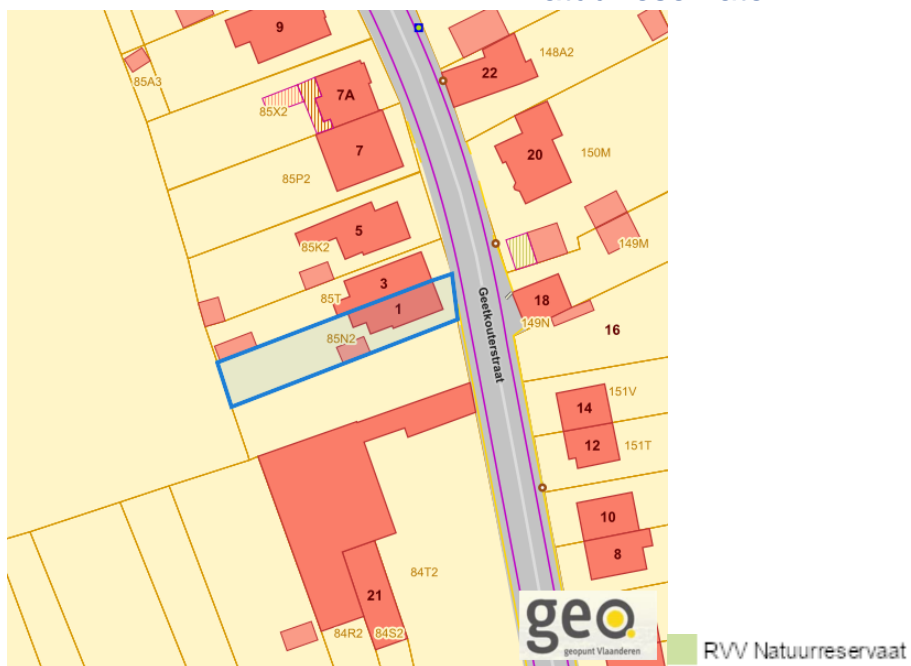 9
22
148A2
85A3
7A
85X2
7
20
150M
85P2
5
85K2
149M
3
85T
1
18
Geetkouterstraat
149N
16
85N2
151V
14
12
151T
10
8
84T2
21
84R2
84S2
geo
geopunt Vlaanderen
RVV Natuurreservaat